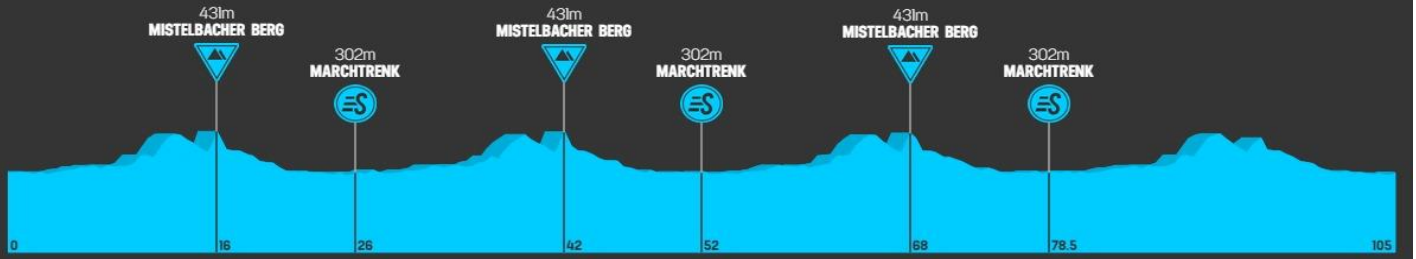 431m
MISTELBACHER BERG
302m
MARCHTRENK
S
431m
MISTELBACHER BERG
302m
MARCHTRENK
S
431m
MISTELBACHER BERG
302m
MARCHTRENK
S
0
16
26
42
52
68
78.5
105